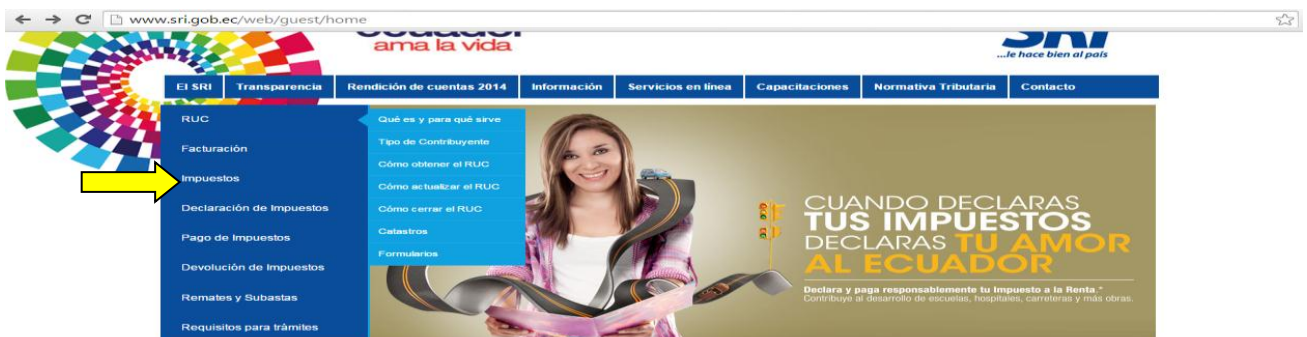 www.sri.gob.ec/web/guest/home
ecuador
ama la vida
SRI
...le hace bien al país
El SRI Transparencia Rendición de cuentas 2014 Información Servicios en línea Capacitaciones Normativa Tributaria Contacto
RUC
Facturación
Impuestos
Declaración de Impuestos
Pago de Impuestos
Devolución de Impuestos
Remates y Subastas
Requisitos para trámites
Qué es y para qué sirve
Tipo de Contribuyente
Cómo obtener el RUC
Cómo actualizar el RUC
Cómo cerrar el RUC
Catastros
Formularios
CUANDO DECLARAS
TUS IMPUESTOS
DECLARAS TU AMOR
AL ECUADOR
Declara y paga responsablemente tu Impuesto a la Renta.*
Contribuye al desarrollo de escuelas, hospitales, carreteras y más obras.